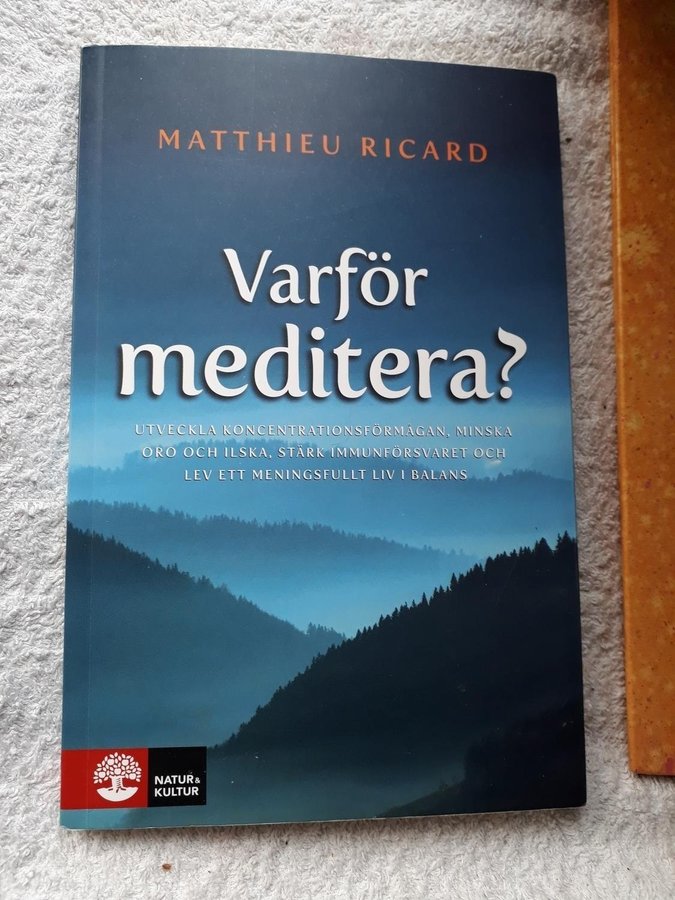 MATTHIEU RICARD
Varför
meditera?
UTVECKLA KONCENTRATIONSFÖRMÅGAN, MINSKA
ORO OCH ILSKA, STÄRK IMMUNFÖRSVARET OCH
LEV ETT MENINGSFULLT LIV I BALANS
NATUR &
KULTUR